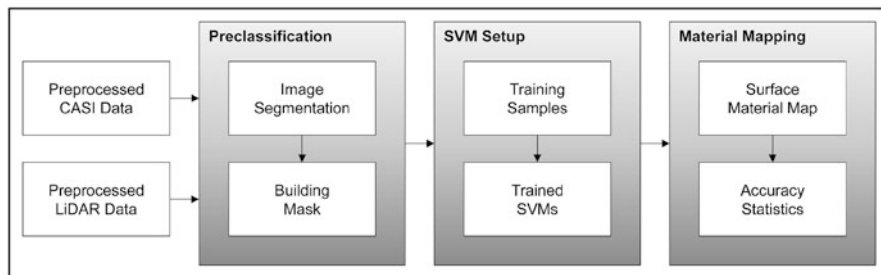 Preprocessed
CASI Data
Preprocessed
LiDAR Data
Preclassification
Image
Segmentation
Building
Mask
SVM Setup
Training
Samples
Trained
SVMs
Material Mapping
Surface
Material Map
Accuracy
Statistics